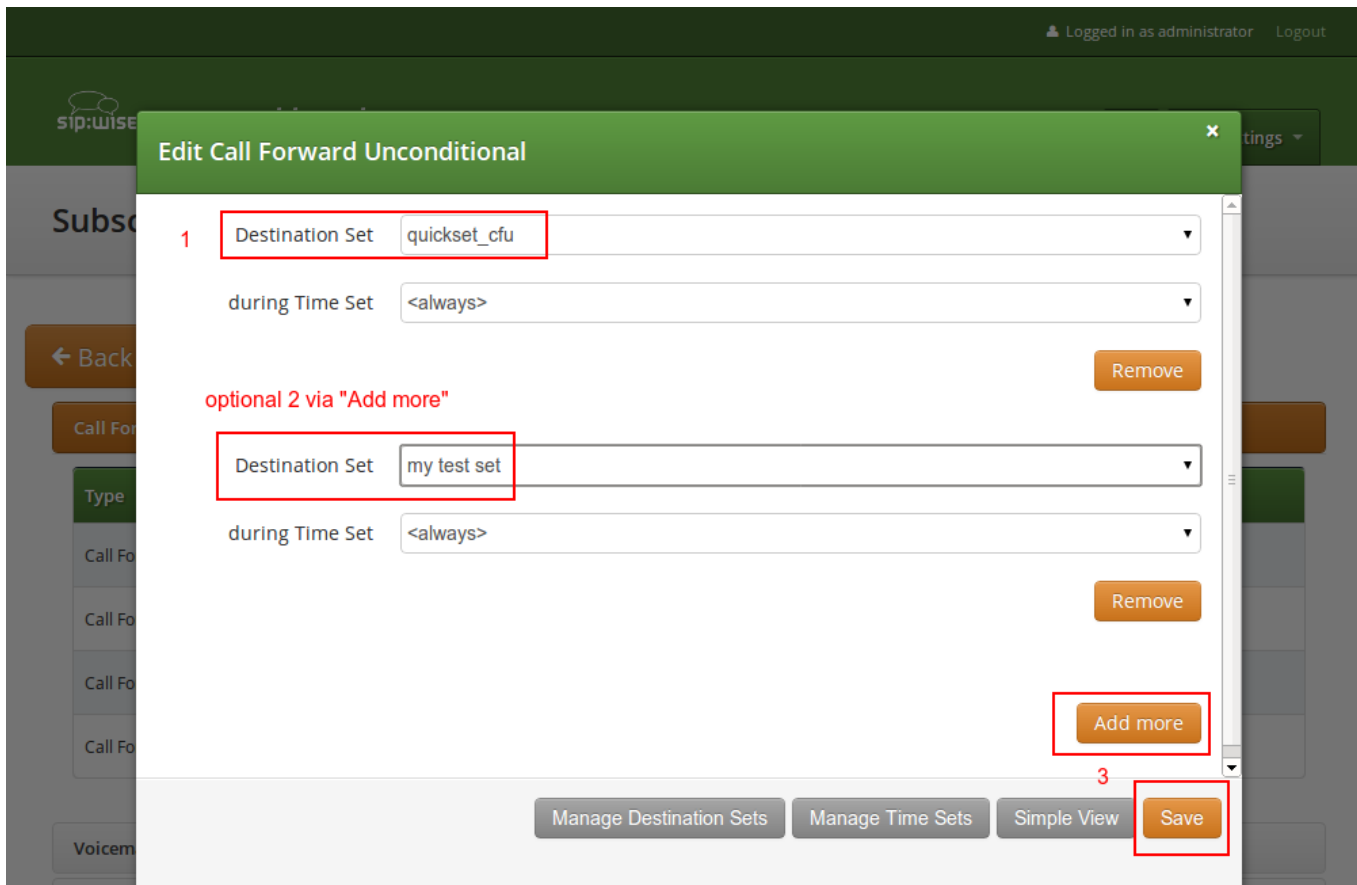 Logged in as administrator Logout
sip:wise
tings
Edit Call Forward Unconditional ×
Subsc
1 Destination Set quickset_cfu
during Time Set <always>
Back
Remove
optional 2 via "Add more"
Call For
Destination Set my test set
Type
during Time Set <always>
Call Fo
Remove
Call Fo
Call Fo
Add more
Call Fo
3
Manage Destination Sets Manage Time Sets Simple View Save
Voicem